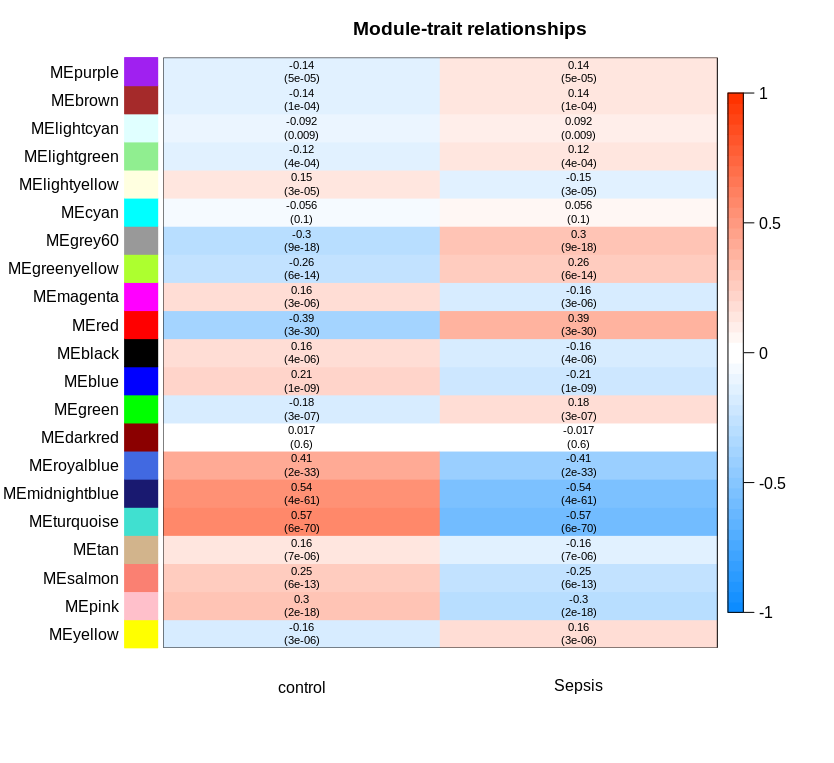 Module-trait relationships
MEpurple -0.14 0.14
(5e-05) (5e-05)
MEbrown -0.14 0.14
(1e-04) (1e-04)
MElightcyan -0.092 0.092
(0.009) (0.009)
MElightgreen -0.12 0.12
(4e-04) (4e-04)
MElightyellow 0.15 -0.15
(3e-05) (3e-05)
MEcyan -0.056 0.056
(0.1) (0.1)
MEgrey60 -0.3 0.3
(9e-18) (9e-18)
MEgreenyellow -0.26 0.26
(6e-14) (6e-14)
MEmagenta 0.16 -0.16
(3e-06) (3e-06)
MEred -0.39 0.39
(3e-30) (3e-30)
MEblack 0.16 -0.16
(4e-06) (4e-06)
MEblue 0.21 -0.21
(1e-09) (1e-09)
MEgreen -0.18 0.18
(3e-07) (3e-07)
MEdarkred 0.017 -0.017
(0.6) (0.6)
MEroyalblue 0.41 -0.41
(2e-33) (2e-33)
MEmidnightblue 0.54 -0.54
(4e-61) (4e-61)
MEturquoise 0.57 -0.57
(6e-70) (6e-70)
MEtan 0.16 -0.16
(7e-06) (7e-06)
MEsalmon 0.25 -0.25
(6e-13) (6e-13)
MEpink 0.3 -0.3
(2e-18) (2e-18)
MEyellow -0.16 0.16
(3e-06) (3e-06)
control Sepsis
1
0.5
0
-0.5
-1